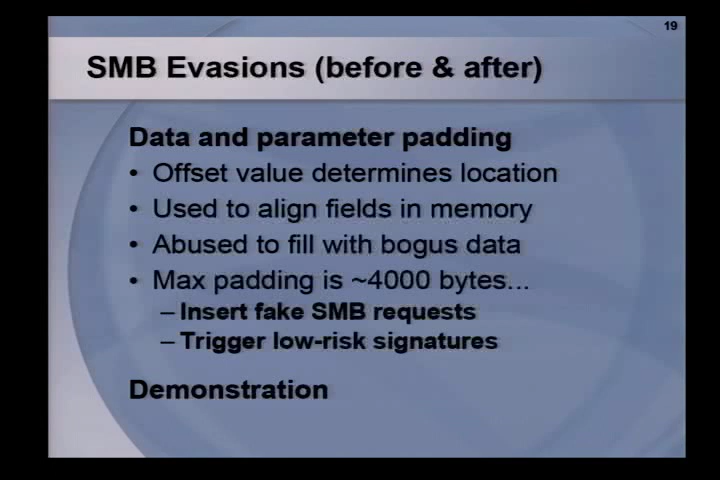 19
SMB Evasions (before & after)
Data and parameter padding
• Offset value determines location
• Used to align fields in memory
• Abused to fill with bogus data
• Max padding is ~4000 bytes...
– Insert fake SMB requests
– Trigger low-risk signatures
Demonstration